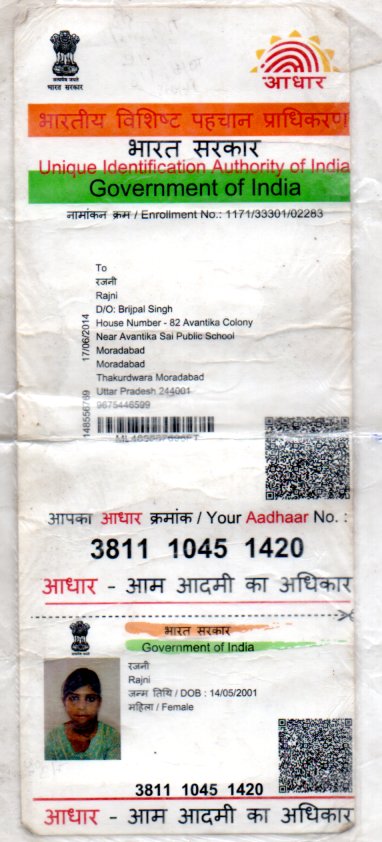 सत्यमेव जयते
भारत सरकार
आधार
भारतीय विशिष्ट पहचान प्राधिकरण
भारत सरकार
Unique Identification Authority of India
Government of India
नामांकन क्रम / Enrollment No.: 1171/33301/02283
To
रजनी
Rajni
D/O: Brijpal Singh
House Number - 82 Avantika Colony
Near Avantika Sai Public School
Moradabad
Moradabad
Thakurdwara Moradabad
Uttar Pradesh 244001
9675446599
17/06/2014
आपका आधार क्रमांक / Your Aadhaar No. :
3811 1045 1420
आधार - आम आदमी का अधिकार
भारत सरकार
Government of India
रजनी
Rajni
जन्म तिथि / DOB : 14/05/2001
महिला / Female
3811 1045 1420
आधार - आम आदमी का अधिकार